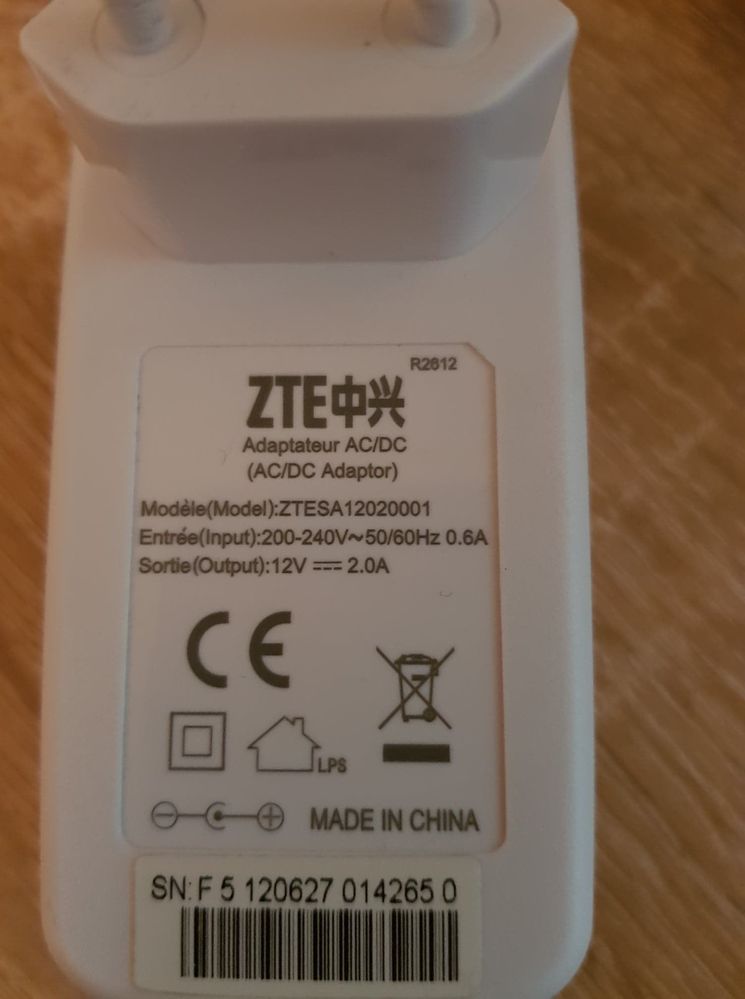 R2612
ZTE中兴
Adaptateur AC/DC
(AC/DC Adaptor)
Modèle(Model):ZTESA12020001
Entrée(Input):200-240V~50/60Hz 0.6A
Sortie(Output):12V ⎓ 2.0A
CE
LPS
MADE IN CHINA
SN: F 5 120627 014265 0